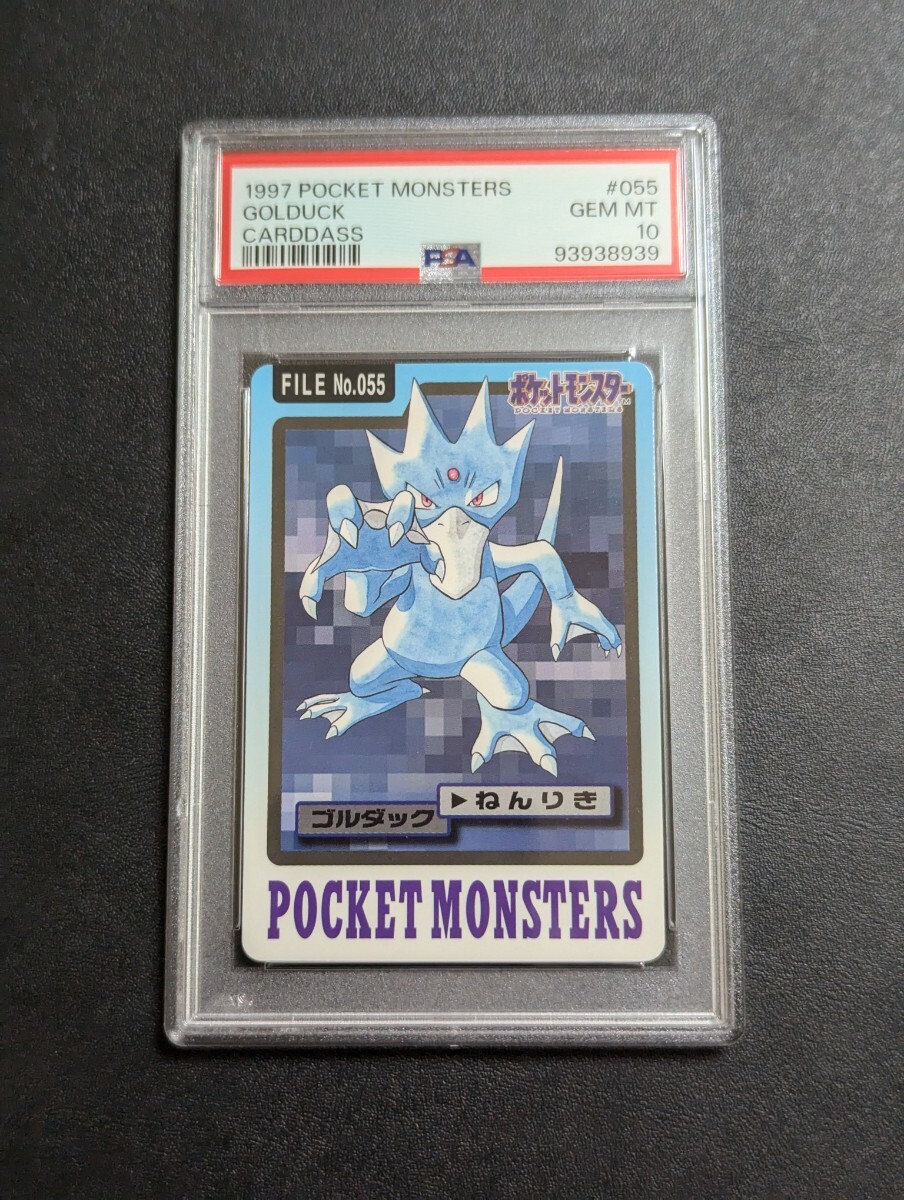 1997 POCKET MONSTERS #055
GOLDUCK GEM MT
CARDDASS 10
PSA 93938939
FILE No.055
ポケットモンスター
POCKET MONSTERS
▶ねんりき
ゴルダック
POCKET MONSTERS